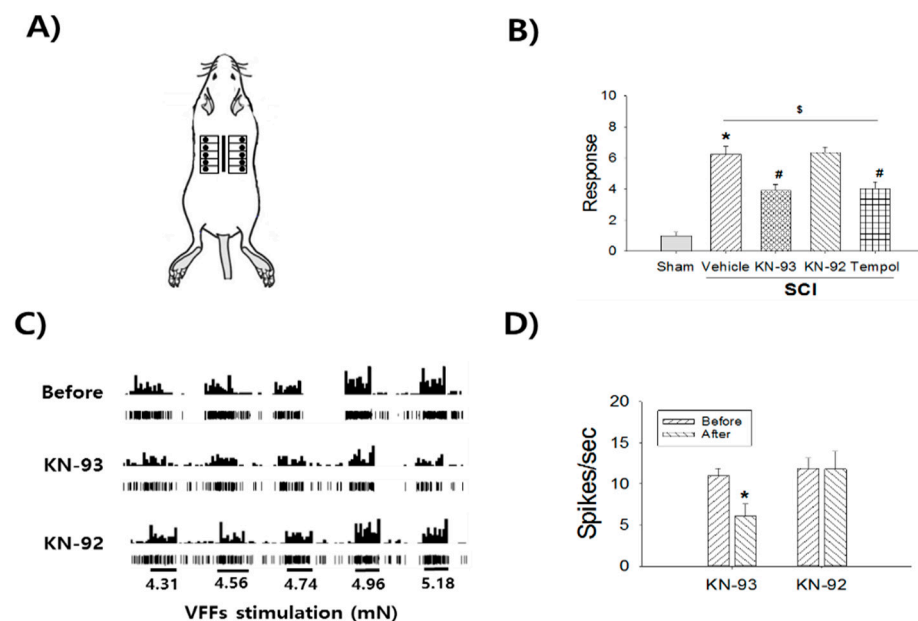 A)
B)
10
8
6
4
2
0
Response
$
*
#
#
Sham Vehicle KN-93 KN-92 Tempol
SCI
C)
Before
KN-93
KN-92
4.31 4.56 4.74 4.96 5.18
VFFs stimulation (mN)
D)
20
15
10
5
0
Spikes/sec
Before
After
*
KN-93 KN-92